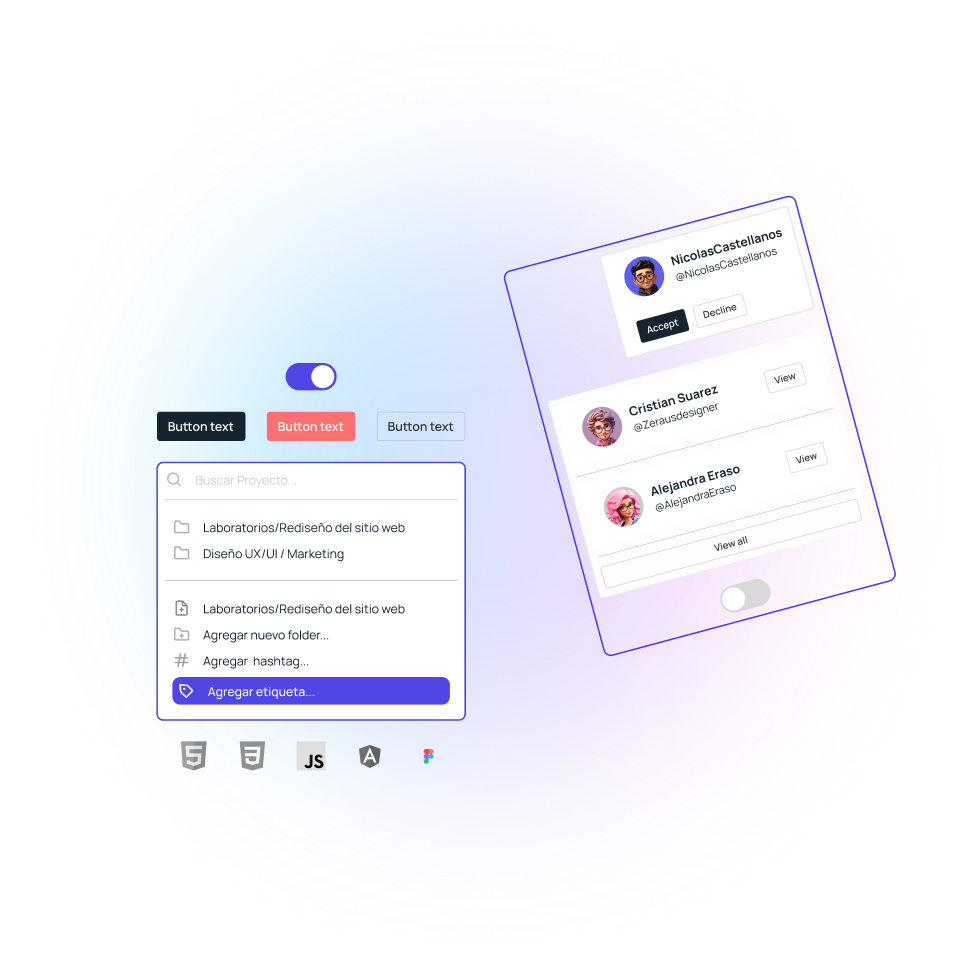 Button text
Button text
Button text
Buscar Proyecto...
Laboratorios/Rediseño del sitio web
Diseño UX/UI / Marketing
Laboratorios/Rediseño del sitio web
Agregar nuevo folder...
Agregar hashtag...
Agregar etiqueta...
5
3
JS
A
NicolasCastellanos
@NicolasCastellanos
Accept
Decline
Cristian Suarez
@Zerausdesigner
View
Alejandra Eraso
@AlejandraEraso
View
View all